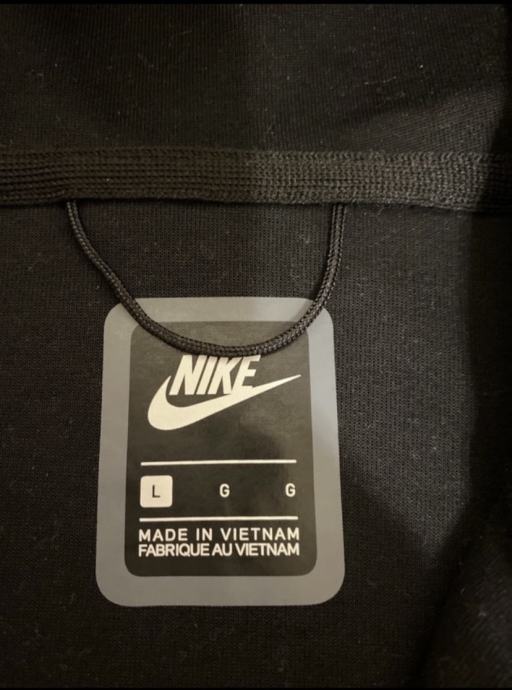 NIKE
L G G
MADE IN VIETNAM
FABRIQUE AU VIETNAM